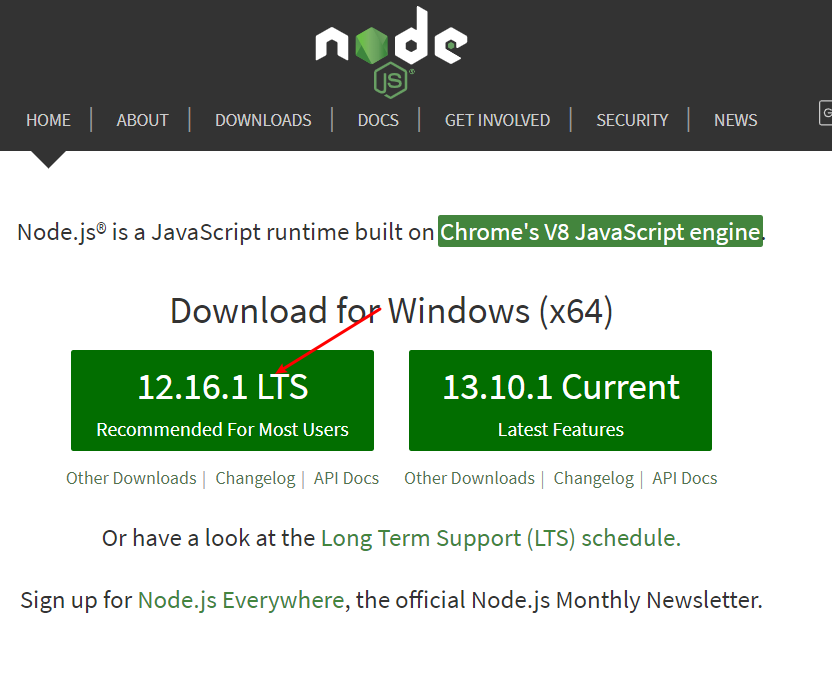 node
JS®
HOME | ABOUT | DOWNLOADS | DOCS | GET INVOLVED | SECURITY | NEWS
Node.js® is a JavaScript runtime built on Chrome's V8 JavaScript engine.
Download for Windows (x64)
12.16.1 LTS
Recommended For Most Users
13.10.1 Current
Latest Features
Other Downloads | Changelog | API Docs
Other Downloads | Changelog | API Docs
Or have a look at the Long Term Support (LTS) schedule.
Sign up for Node.js Everywhere, the official Node.js Monthly Newsletter.